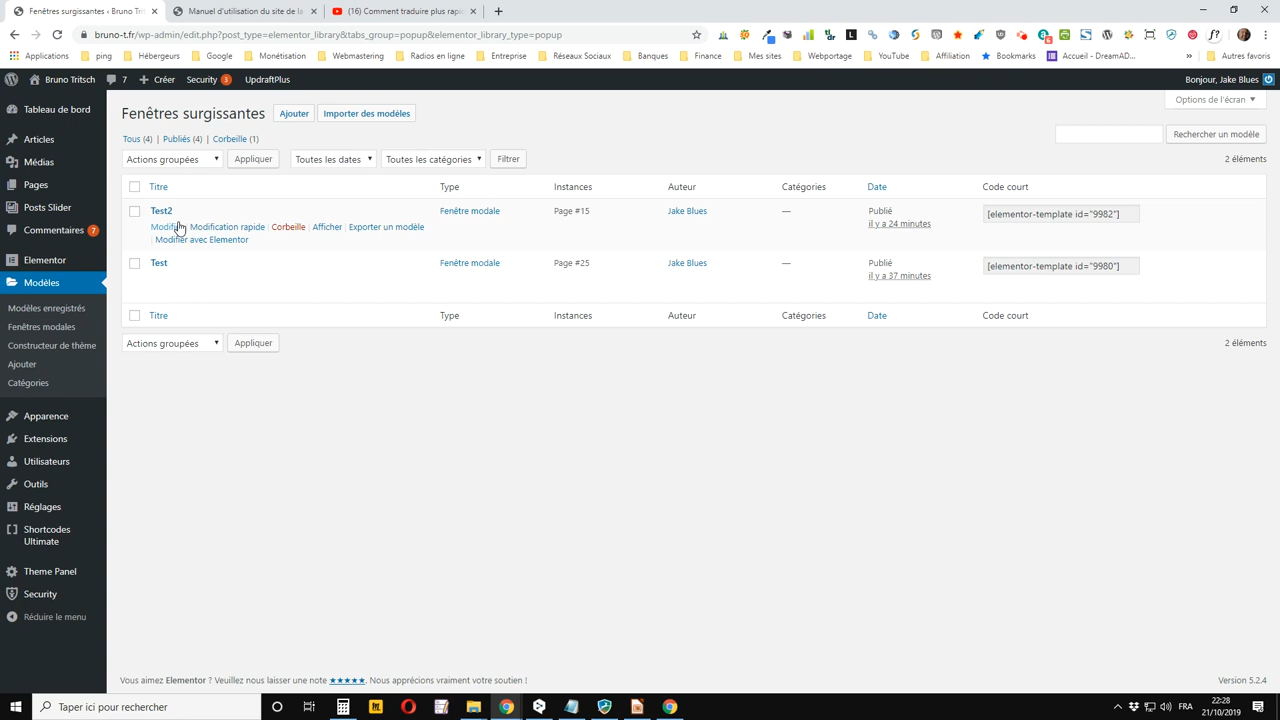 Fenêtres surgissantes ‹ Bruno T
Manuel d'utilisation du site de la
(16) Comment traduire plus rapi
bruno-t.fr/wp-admin/edit.php?post_type=elementor_library&tabs_group=popup&elementor_library_type=popup
Applications ping Hébergeurs Google Monétisation Webmastering Radios en ligne Entreprise Réseaux Sociaux Banques Finance Mes sites Webportage YouTube Affiliation Bookmarks Accueil - DreamAD... » Autres favoris
Bruno Tritsch 7 Créer Security 3 UpdraftPlus Bonjour, Jake Blues
Tableau de bord
Articles
Médias
Pages
Posts Slider
Commentaires 7
Elementor
Modèles
Modèles enregistrés
Fenêtres modales
Constructeur de thème
Ajouter
Catégories
Apparence
Extensions
Utilisateurs
Outils
Réglages
Shortcodes
Ultimate
Theme Panel
Security
Réduire le menu
Fenêtres surgissantes Ajouter Importer des modèles
Options de l'écran
Tous (4) | Publiés (4) | Corbeille (1)
Rechercher un modèle
Actions groupées Appliquer Toutes les dates Toutes les catégories Filtrer 2 éléments
Titre Type Instances Auteur Catégories Date Code court
Test2 Fenêtre modale Page #15 Jake Blues — Publié
il y a 24 minutes [elementor-template id="9982"]
Modifier | Modification rapide | Corbeille | Afficher | Exporter un modèle
| Modifier avec Elementor
Test Fenêtre modale Page #25 Jake Blues — Publié
il y a 37 minutes [elementor-template id="9980"]
Titre Type Instances Auteur Catégories Date Code court
Actions groupées Appliquer 2 éléments
Vous aimez Elementor ? Veuillez nous laisser une note ★★★★★. Nous apprécions vraiment votre soutien !
Version 5.2.4
Taper ici pour rechercher
FRA
22:28
21/10/2019